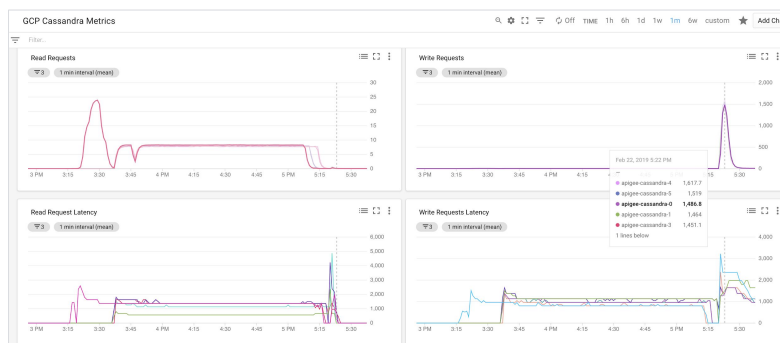 GCP Cassandra Metrics
Off TIME 1h 6h 1d 1w 1m 6w custom Add Ch
Filter...
Read Requests
3 1 min interval (mean)
30
25
20
15
10
5
0
3 PM 3:15 3:30 3:45 4 PM 4:15 4:30 4:45 5 PM 5:15 5:30
Write Requests
3 1 min interval (mean)
2,000
1,500
1,000
500
0
3 PM 3:15 3:30 3:45 4 PM 4:15 4:30 5:30
Feb 22, 2019 5:22 PM
apigee-cassandra-4 1,617.7
apigee-cassandra-5 1,519
apigee-cassandra-0 1,486.8
apigee-cassandra-1 1,464
apigee-cassandra-3 1,451.1
1 lines below
Read Request Latency
3 1 min interval (mean)
6,000
5,000
4,000
3,000
2,000
1,000
0
3 PM 3:15 3:30 3:45 4 PM 4:15 4:30 4:45 5 PM 5:15 5:30
Write Requests Latency
3 1 min interval (mean)
4,000
3,000
2,000
1,000
0
3 PM 3:15 3:30 3:45 4 PM 4:15 4:30 4:45 5 PM 5:15 5:30